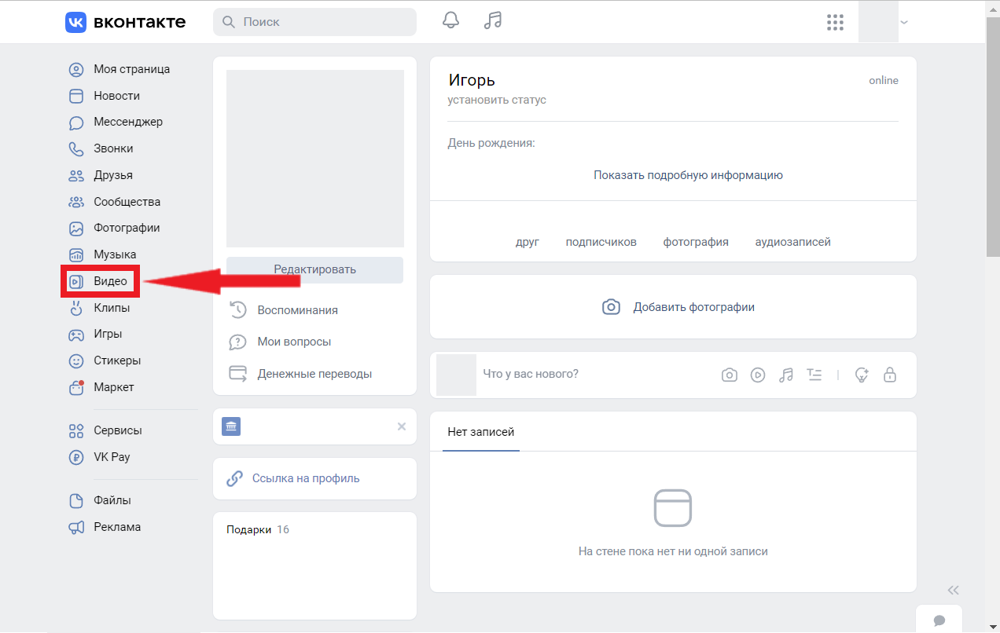 вконтакте
Поиск
Моя страница
Новости
Мессенджер
Звонки
Друзья
Сообщества
Фотографии
Музыка
Видео
Клипы
Игры
Стикеры
Маркет
Сервисы
VK Pay
Файлы
Реклама
Редактировать
Воспоминания
Мои вопросы
Денежные переводы
Ссылка на профиль
Подарки 16
Игорь online
установить статус
День рождения:
Показать подробную информацию
друг подписчиков фотография аудиозаписей
Добавить фотографии
Что у вас нового?
Нет записей
На стене пока нет ни одной записи